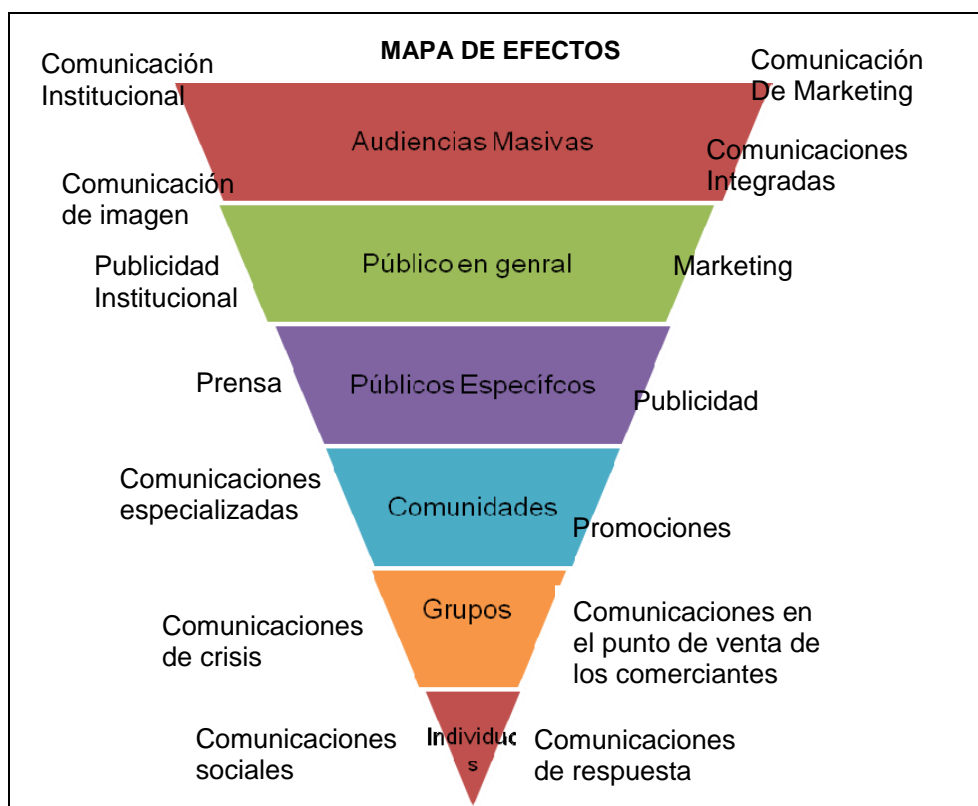 MAPA DE EFECTOS
Comunicación
Institucional
Comunicación
De Marketing
Audiencias Masivas
Comunicaciones
Integradas
Comunicación
de imagen
Público en genral
Publicidad
Institucional
Marketing
Prensa
Públicos Específcos
Publicidad
Comunicaciones
especializadas
Comunidades
Promociones
Grupos
Comunicaciones
de crisis
Comunicaciones en
el punto de venta de
los comerciantes
Individuo
s
Comunicaciones
sociales
Comunicaciones
de respuesta